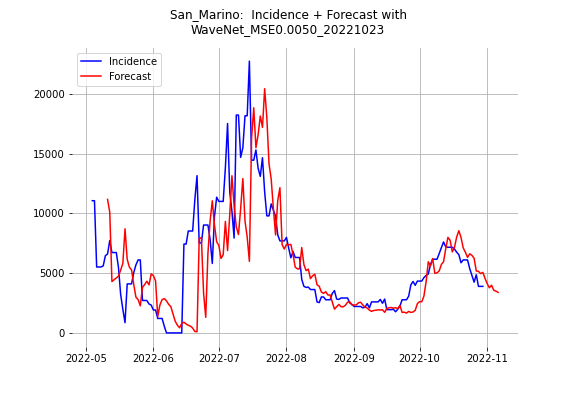 San_Marino:  Incidence + Forecast with
WaveNet_MSE0.0050_20221023
Incidence
Forecast
20000
15000
10000
5000
0
2022-05 2022-06 2022-07 2022-08 2022-09 2022-10 2022-11